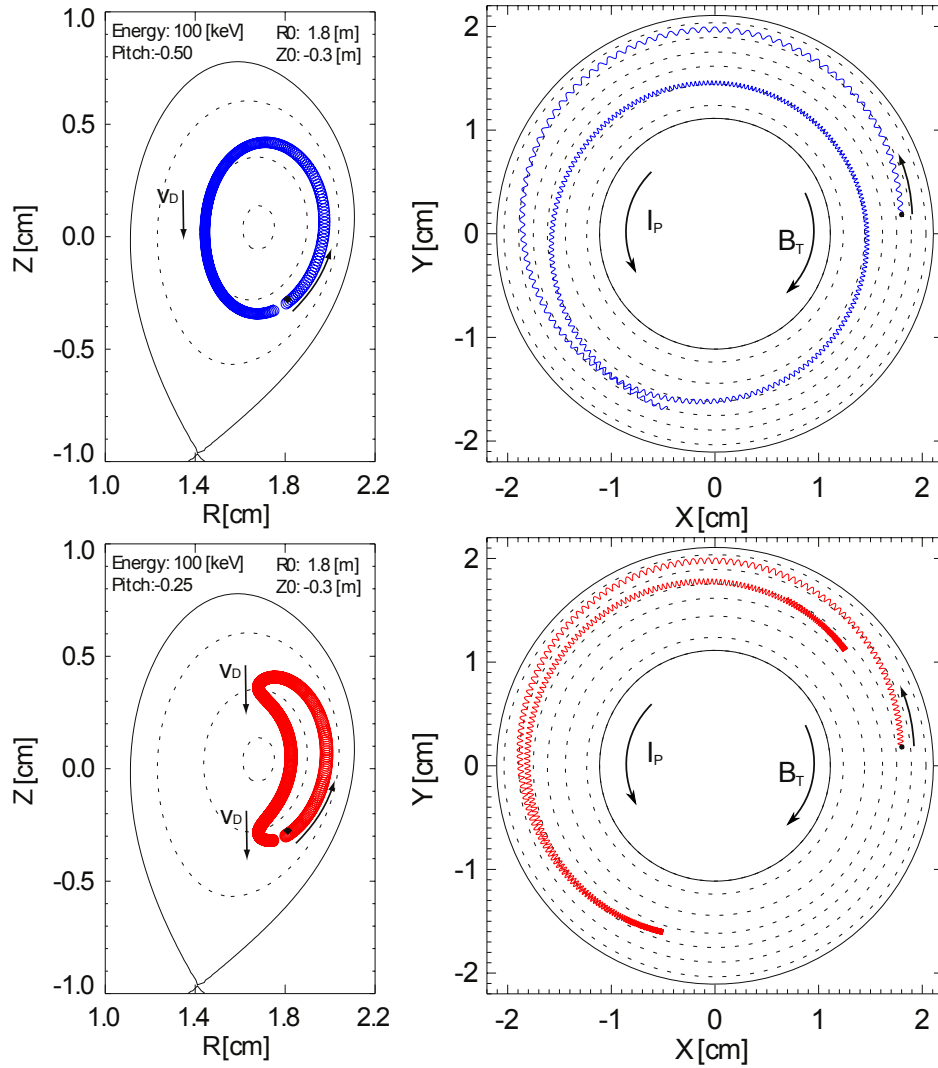 Energy: 100 [keV] R0: 1.8 [m]
Pitch:-0.50 Z0: -0.3 [m]
1.0
0.5
0.0
-0.5
-1.0
Z [cm]
VD
1.0 1.4 1.8 2.2
R[cm]
2
1
0
-1
-2
Y [cm]
IP
BT
-2 -1 0 1 2
X [cm]
Energy: 100 [keV] R0: 1.8 [m]
Pitch:-0.25 Z0: -0.3 [m]
1.0
0.5
0.0
-0.5
-1.0
Z [cm]
VD
VD
1.0 1.4 1.8 2.2
R[cm]
2
1
0
-1
-2
Y [cm]
IP
BT
-2 -1 0 1 2
X [cm]